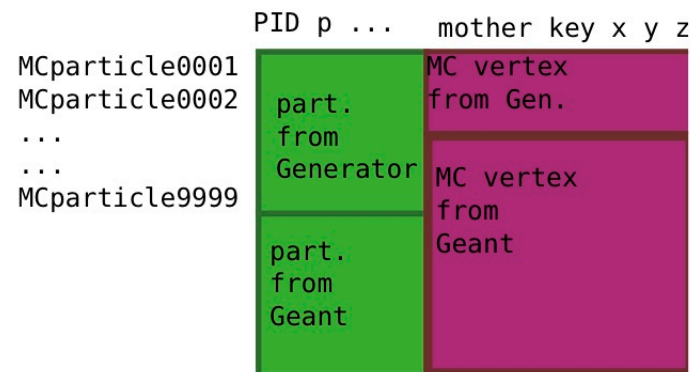 PID p ... mother key x y z
MCparticle0001
MCparticle0002
...
...
MCparticle9999
part.
from
Generator
part.
from
Geant
MC vertex
from Gen.
MC vertex
from
Geant